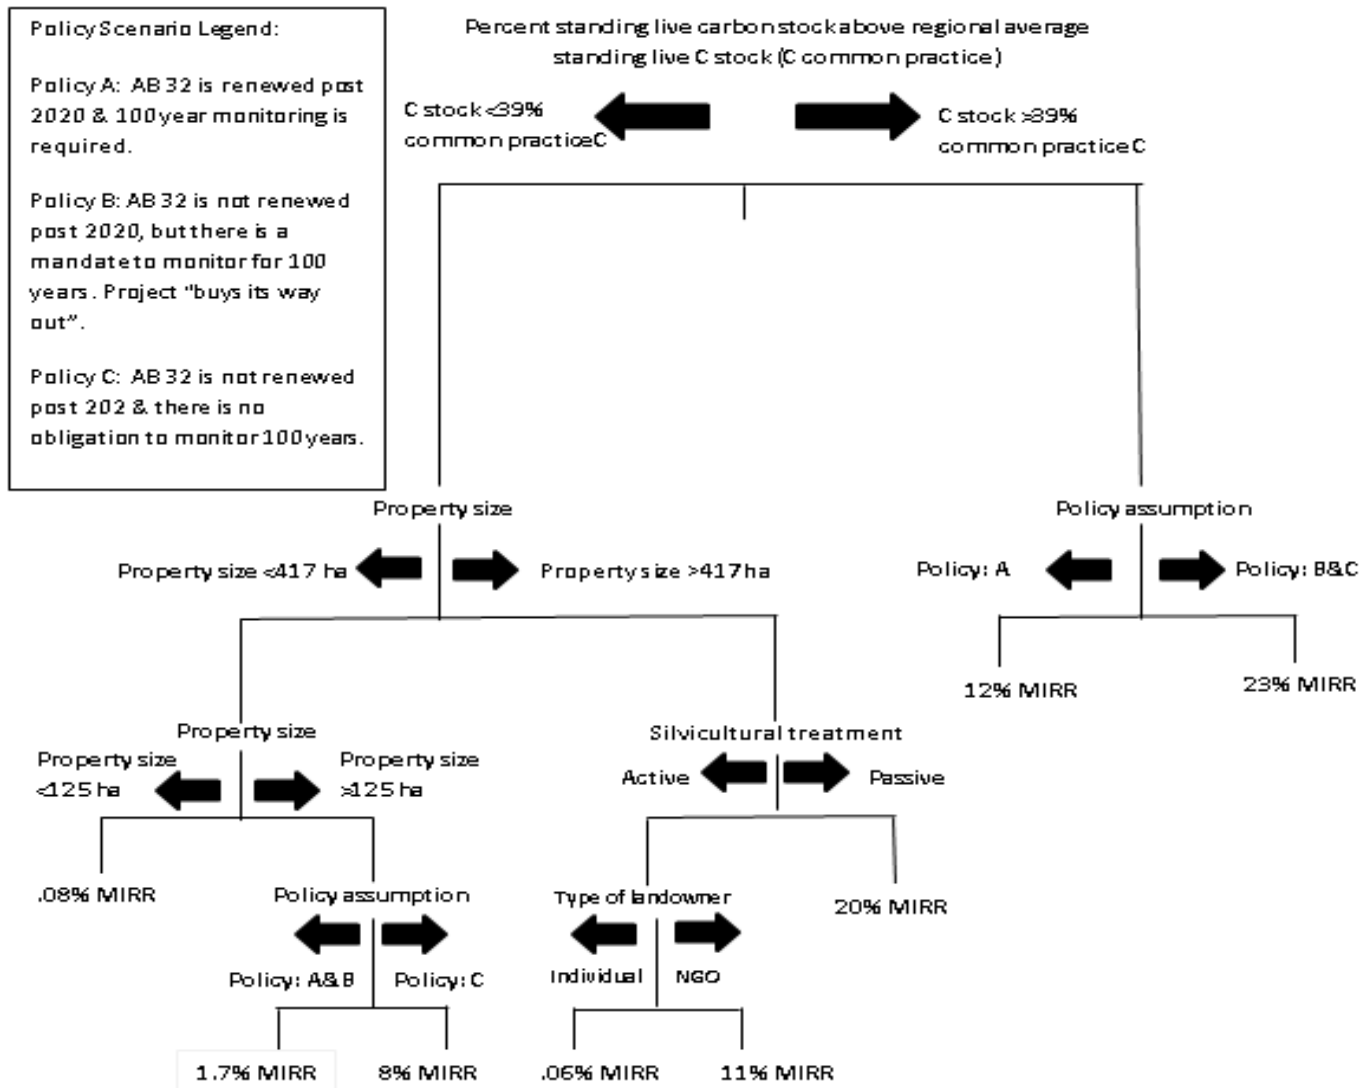 Policy Scenario Legend:
Policy A: AB 32 is renewed post
2020 & 100 year monitoring is
required.
Policy B: AB 32 is not renewed
post 2020, but there is a
mandate to monitor for 100
years. Project "buys its way
out".
Policy C: AB 32 is not renewed
post 202 & there is no
obligation to monitor 100 years.
Percent standing live carbon stock above regional average
standing live C stock (C common practice)
C stock <39%
common practice C
C stock >39%
common practice C
Property size
Property size <417 ha
Property size >417 ha
Policy assumption
Policy: A
Policy: B&C
12% MIRR
23% MIRR
Property size
Property size
<125 ha
Property size
>125 ha
Silvicultural treatment
Active
Passive
.08% MIRR
Policy assumption
Policy: A&B
Policy: C
Type of landowner
Individual
NGO
20% MIRR
1.7% MIRR
8% MIRR
.06% MIRR
11% MIRR